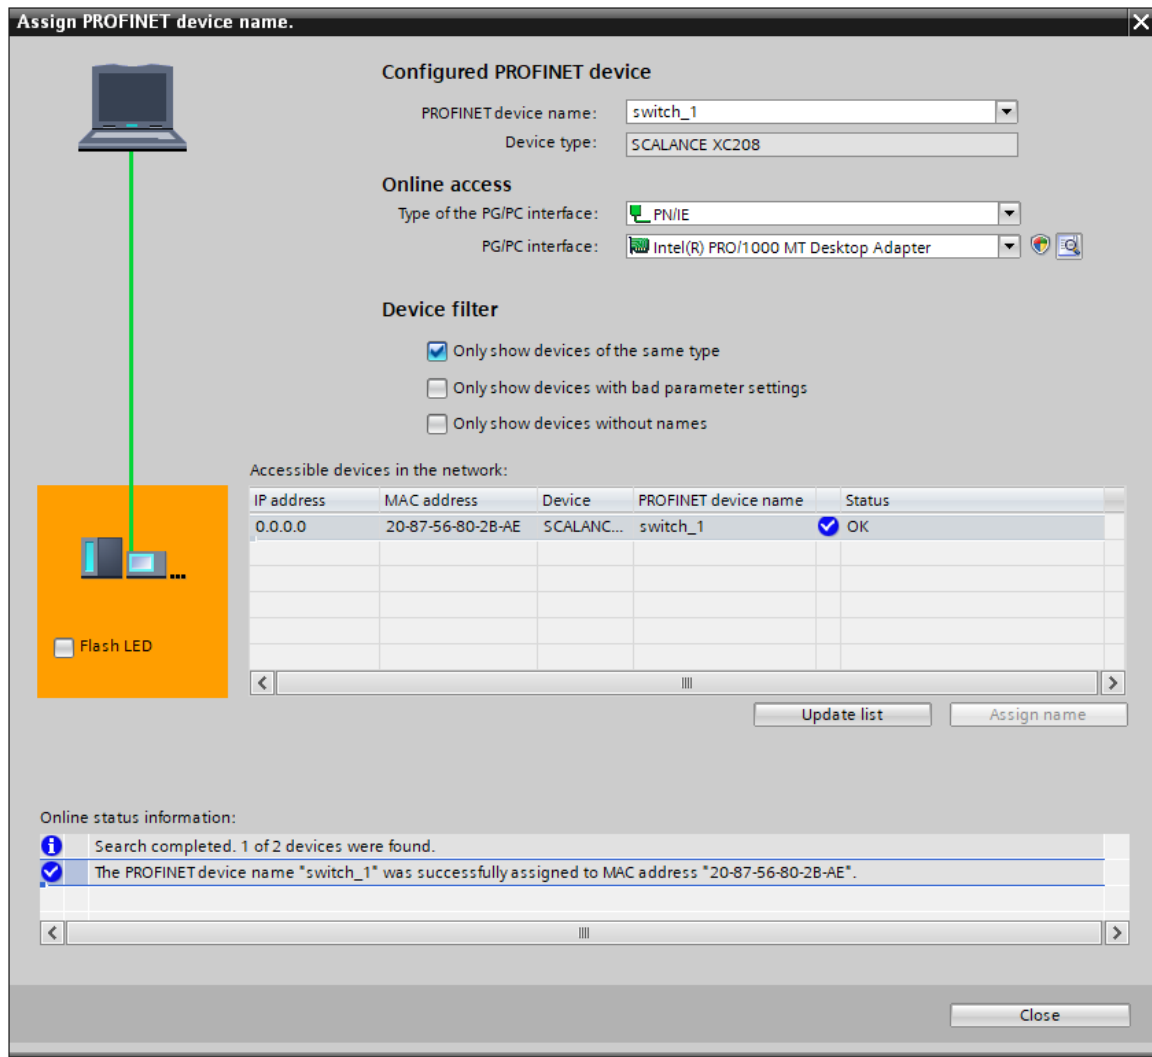 Assign PROFINET device name.
Configured PROFINET device
PROFINET device name: switch_1
Device type: SCALANCE XC208
Online access
Type of the PG/PC interface: PN/IE
PG/PC interface: Intel(R) PRO/1000 MT Desktop Adapter
Device filter
Only show devices of the same type
Only show devices with bad parameter settings
Only show devices without names
Accessible devices in the network:
IP address MAC address Device PROFINET device name Status
0.0.0.0 20-87-56-80-2B-AE SCALANC... switch_1 OK
Flash LED
Update list Assign name
Online status information:
Search completed. 1 of 2 devices were found.
The PROFINET device name "switch_1" was successfully assigned to MAC address "20-87-56-80-2B-AE".
Close